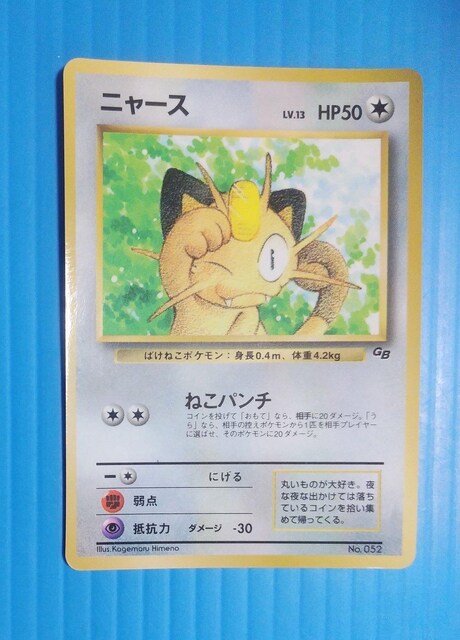 ニャース LV.13 HP50
ばけねこポケモン：身長0.4m、体重4.2kg
GB
ねこパンチ
コインを投げて「おもて」なら、相手に20ダメージ。「う
ら」なら、相手の控えポケモンから1匹を相手プレイヤー
に選ばせ、そのポケモンに20ダメージ。
にげる
弱点
抵抗力 ダメージ -30
丸いものが大好き。夜
な夜な出かけては落ち
ているコインを拾い集
めて帰ってくる。
Illus. Kagemaru Himeno
No. 052